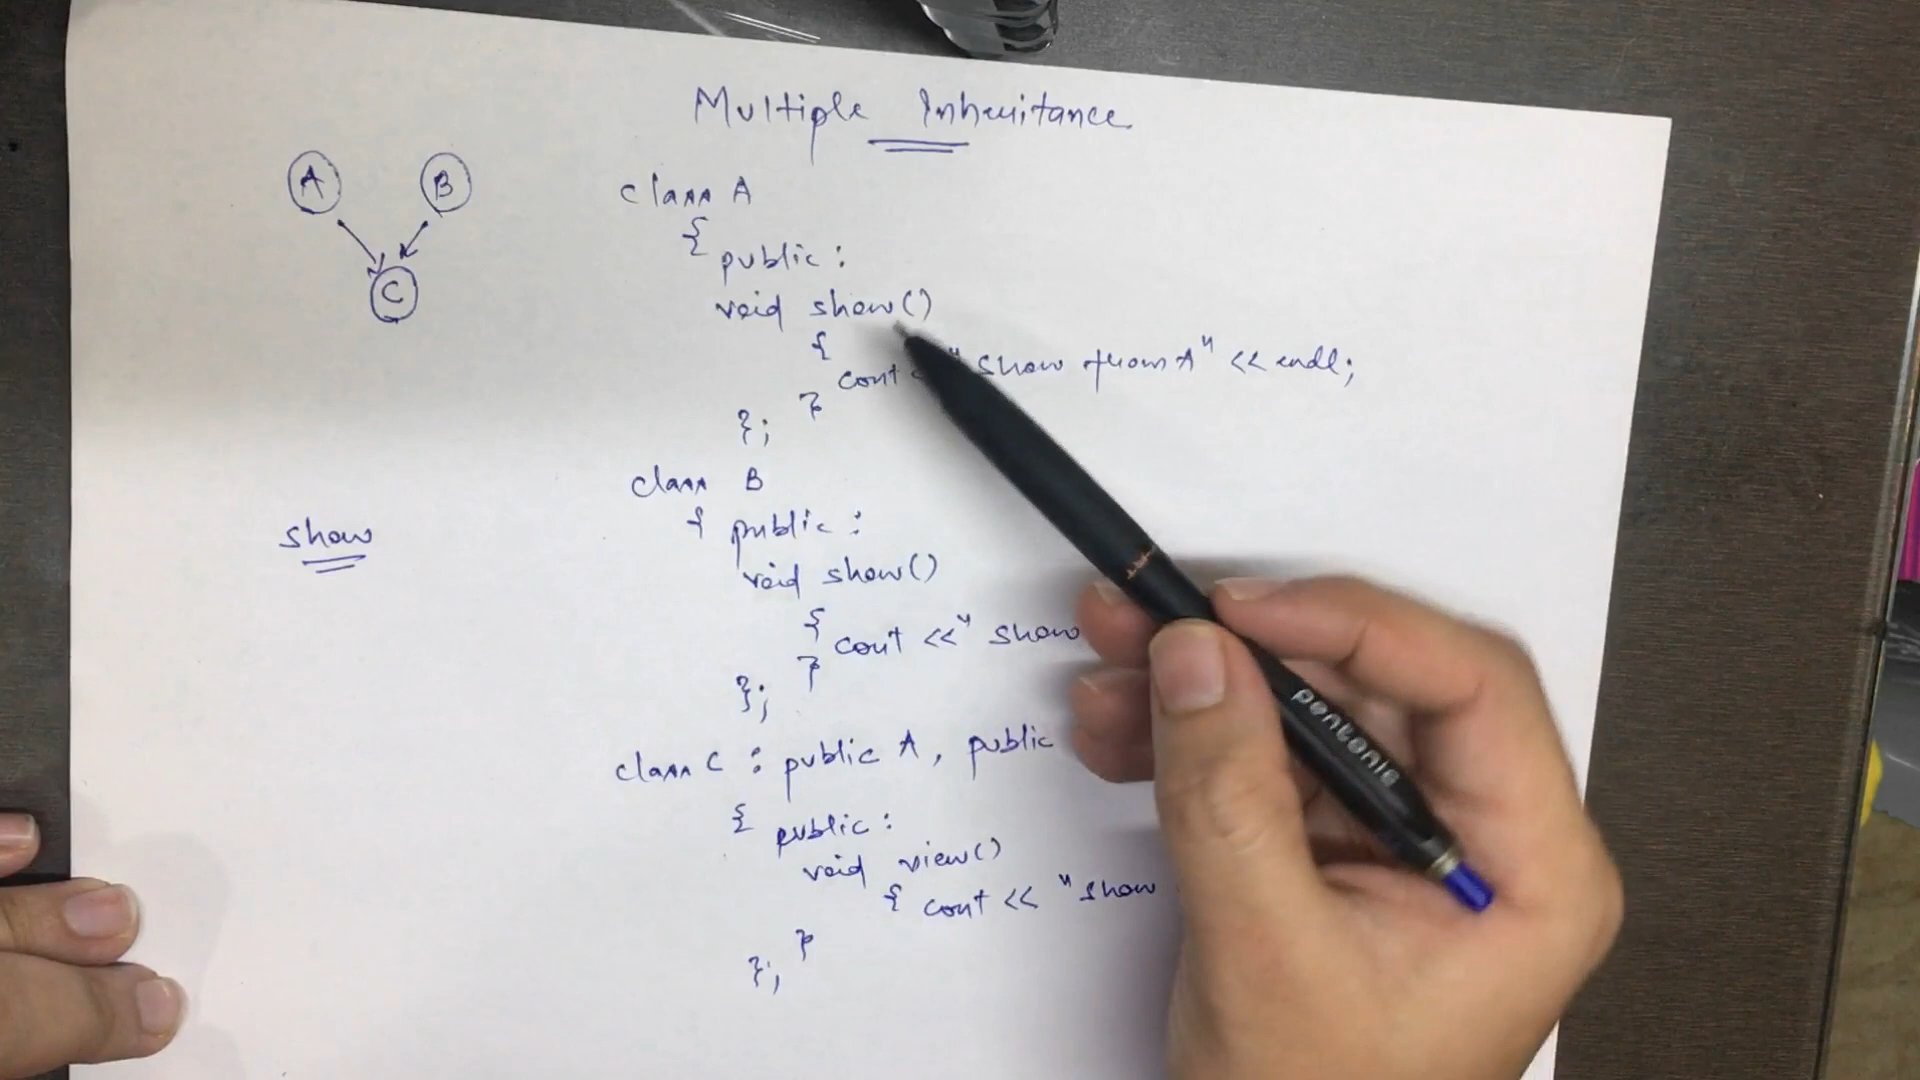 Multiple Inheritance
A B
C
class A
{
public :
void show()
{
cout " show from A" << endl;
}
};
class B
{ public :
void show()
{
cout <<" show
}
};
show
class C : public A , public
{
public :
void view()
{ cout << "show
}
};
pentonic